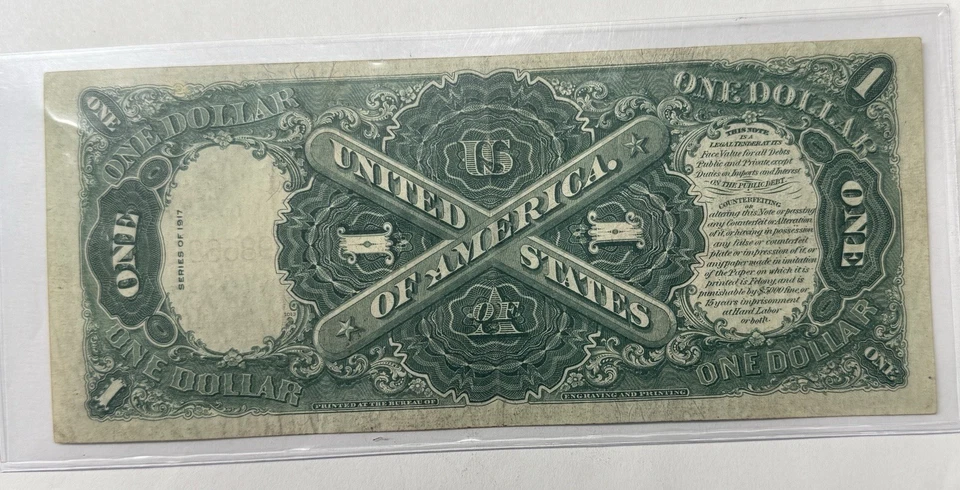 ONE
ONE DOLLAR
ONE DOLLAR
1
US
UNITED STATES
OF AMERICA.
1
1
ONE
SERIES OF 1917
ONE
THIS NOTE
IS A
LEGAL TENDER AT ITS
Face Value for all Debts
Public and Private, except
Duties on Imports and Interest
ON THE PUBLIC DEBT.
COUNTERFEITING
or
altering this Note or passing
any Counterfeit or Alteration
of it, or having in possession
any false or counterfeit
plate or impression of it, or
any paper made in imitation
of the Paper on which it is
printed is Felony, and is
punishable by $5000 fine, or
15 years imprisonment
at Hard Labor
or both.
ONE DOLLAR
1
ONE DOLLAR
ONE
PRINTED AT THE BUREAU OF
ENGRAVING AND PRINTING